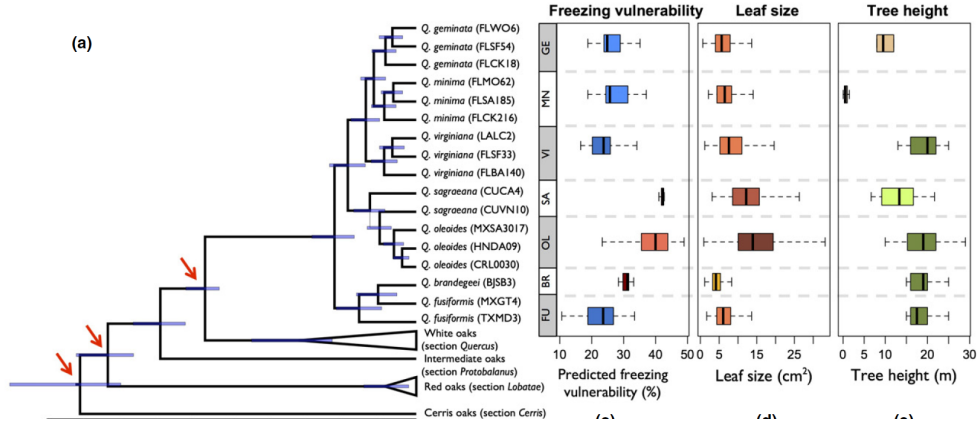 Freezing vulnerability Leaf size Tree height
(a)
Q. geminata (FLWO6)
Q. geminata (FLSF54)
Q. geminata (FLCK18)
GE
Q. minima (FLMO62)
Q. minima (FLSA185)
Q. minima (FLCK216)
MN
Q. virginiana (LALC2)
Q. virginiana (FLSF33)
Q. virginiana (FLBA140)
VI
Q. sagraeana (CUCA4)
Q. sagraeana (CUVN10)
SA
Q. oleoides (MXSA3017)
Q. oleoides (HNDA09)
Q. oleoides (CRL0030)
OL
Q. brandegeei (BJSB3)
BR
Q. fusiformis (MXGT4)
Q. fusiformis (TXMD3)
FU
White oaks
(section Quercus)
Intermediate oaks
(section Protobalanus)
Red oaks (section Lobatae)
Cerris oaks (section Cerris)
10 20 30 40 50 0 10 20 0 10 20 30
Predicted freezing
vulnerability (%)
Leaf size (cm2)
Tree height (m)